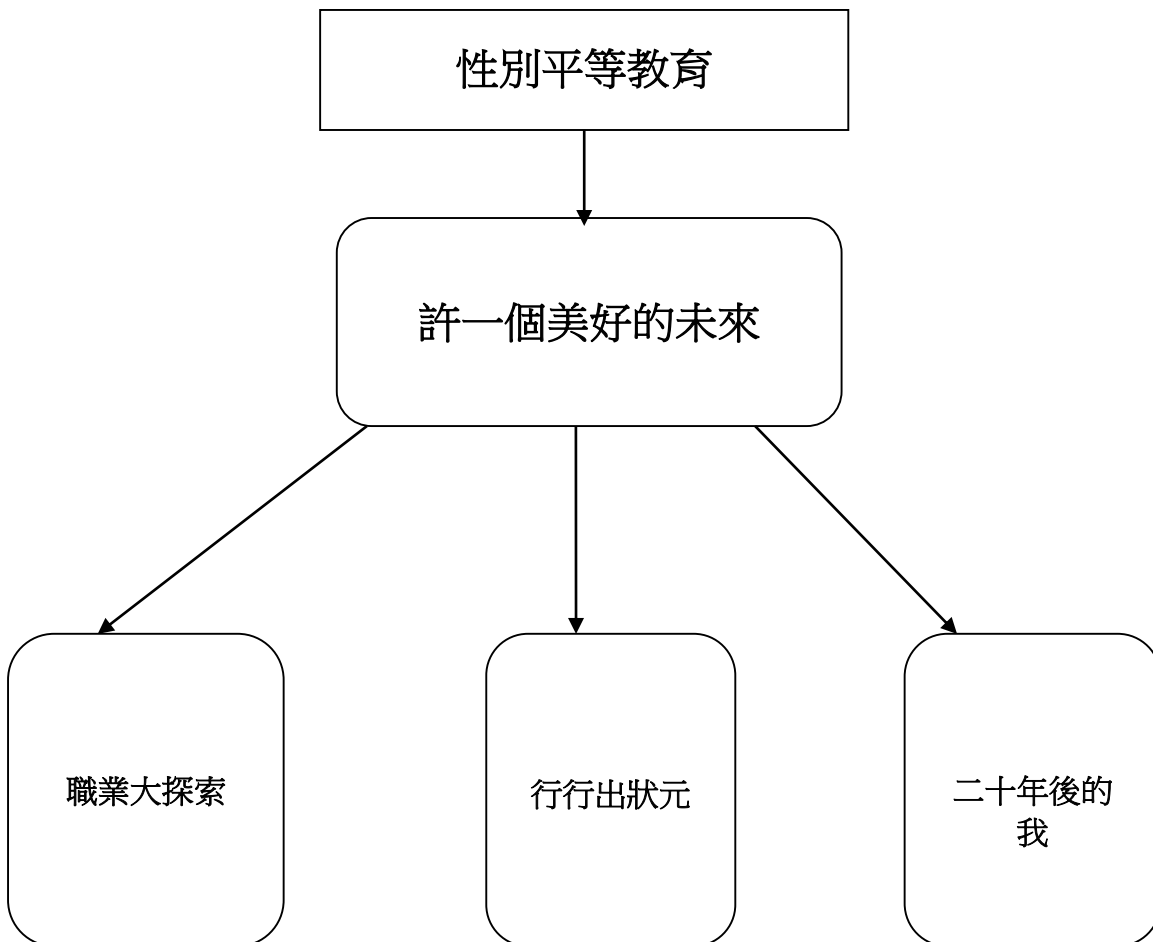 性別平等教育
許一個美好的未來
職業大探索
行行出狀元
二十年後的
我